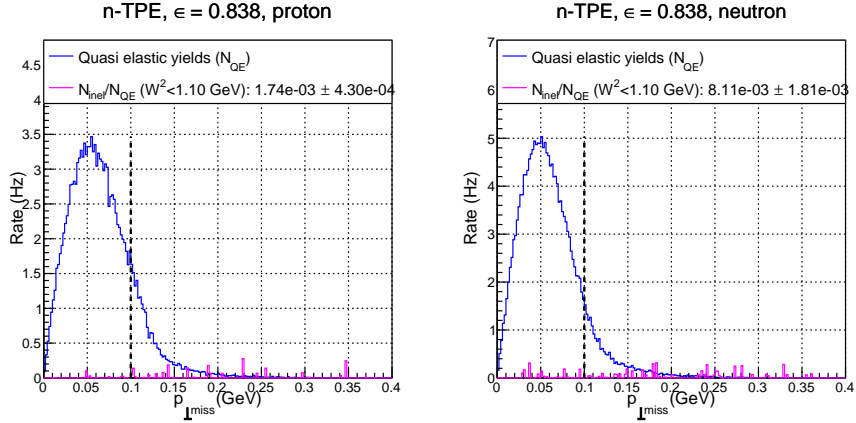 n-TPE, ϵ = 0.838, proton
Quasi elastic yields (N_QE)
N_inel/N_QE (W²<1.10 GeV): 1.74e-03 ± 4.30e-04
Rate (Hz)
4.5
4
3.5
3
2.5
2
1.5
1
0.5
0
0 0.05 0.1 0.15 0.2 0.25 0.3 0.35 0.4
p_⊥miss (GeV)
n-TPE, ϵ = 0.838, neutron
Quasi elastic yields (N_QE)
N_inel/N_QE (W²<1.10 GeV): 8.11e-03 ± 1.81e-03
Rate (Hz)
7
6
5
4
3
2
1
0
0 0.05 0.1 0.15 0.2 0.25 0.3 0.35 0.4
p_⊥miss (GeV)